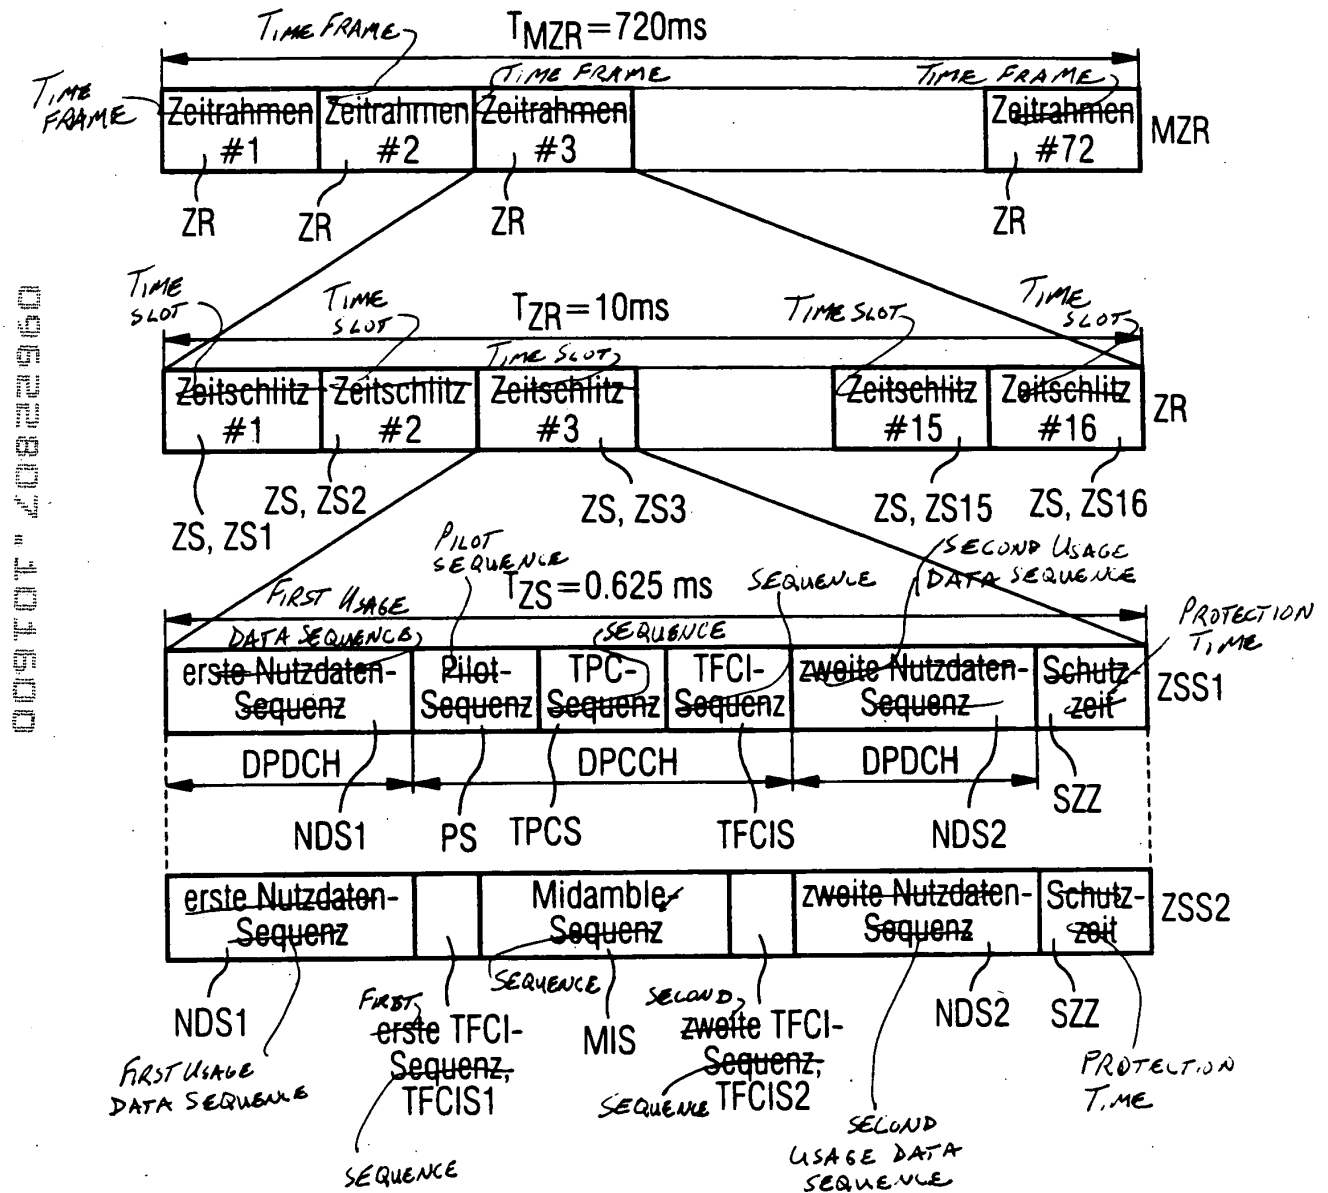 TIME FRAME
T_MZR = 720ms
TIME FRAME
TIME FRAME
TIME FRAME
Zeitrahmen #1
Zeitrahmen #2
Zeitrahmen #3
Zeitrahmen #72
MZR
ZR
ZR
ZR
ZR
TIME SLOT
TIME SLOT
T_ZR = 10ms
TIME SLOT
TIME SLOT
TIME SLOT
Zeitschlitz #1
Zeitschlitz #2
Zeitschlitz #3
Zeitschlitz #15
Zeitschlitz #16
ZR
ZS, ZS1
ZS, ZS2
ZS, ZS3
ZS, ZS15
ZS, ZS16
09622807.101600
PILOT SEQUENCE
SECOND USAGE DATA SEQUENCE
FIRST USAGE DATA SEQUENCE
T_ZS = 0.625 ms
SEQUENCE
SEQUENCE
PROTECTION TIME
erste Nutzdaten-Sequenz
Pilot-Sequenz
TPC-Sequenz
TFCI-Sequenz
zweite Nutzdaten-Sequenz
Schutz-zeit
ZSS1
DPDCH
DPCCH
DPDCH
NDS1
PS
TPCS
TFCIS
NDS2
SZZ
erste Nutzdaten-Sequenz
Midamble-Sequenz
zweite Nutzdaten-Sequenz
Schutz-zeit
ZSS2
NDS1
FIRST
erste TFCI-Sequenz,
TFCIS1
SEQUENCE
MIS
SECOND
zweite TFCI-Sequenz,
SEQUENCE TFCIS2
NDS2
SZZ
FIRST USAGE DATA SEQUENCE
SEQUENCE
SECOND USAGE DATA SEQUENCE
PROTECTION TIME